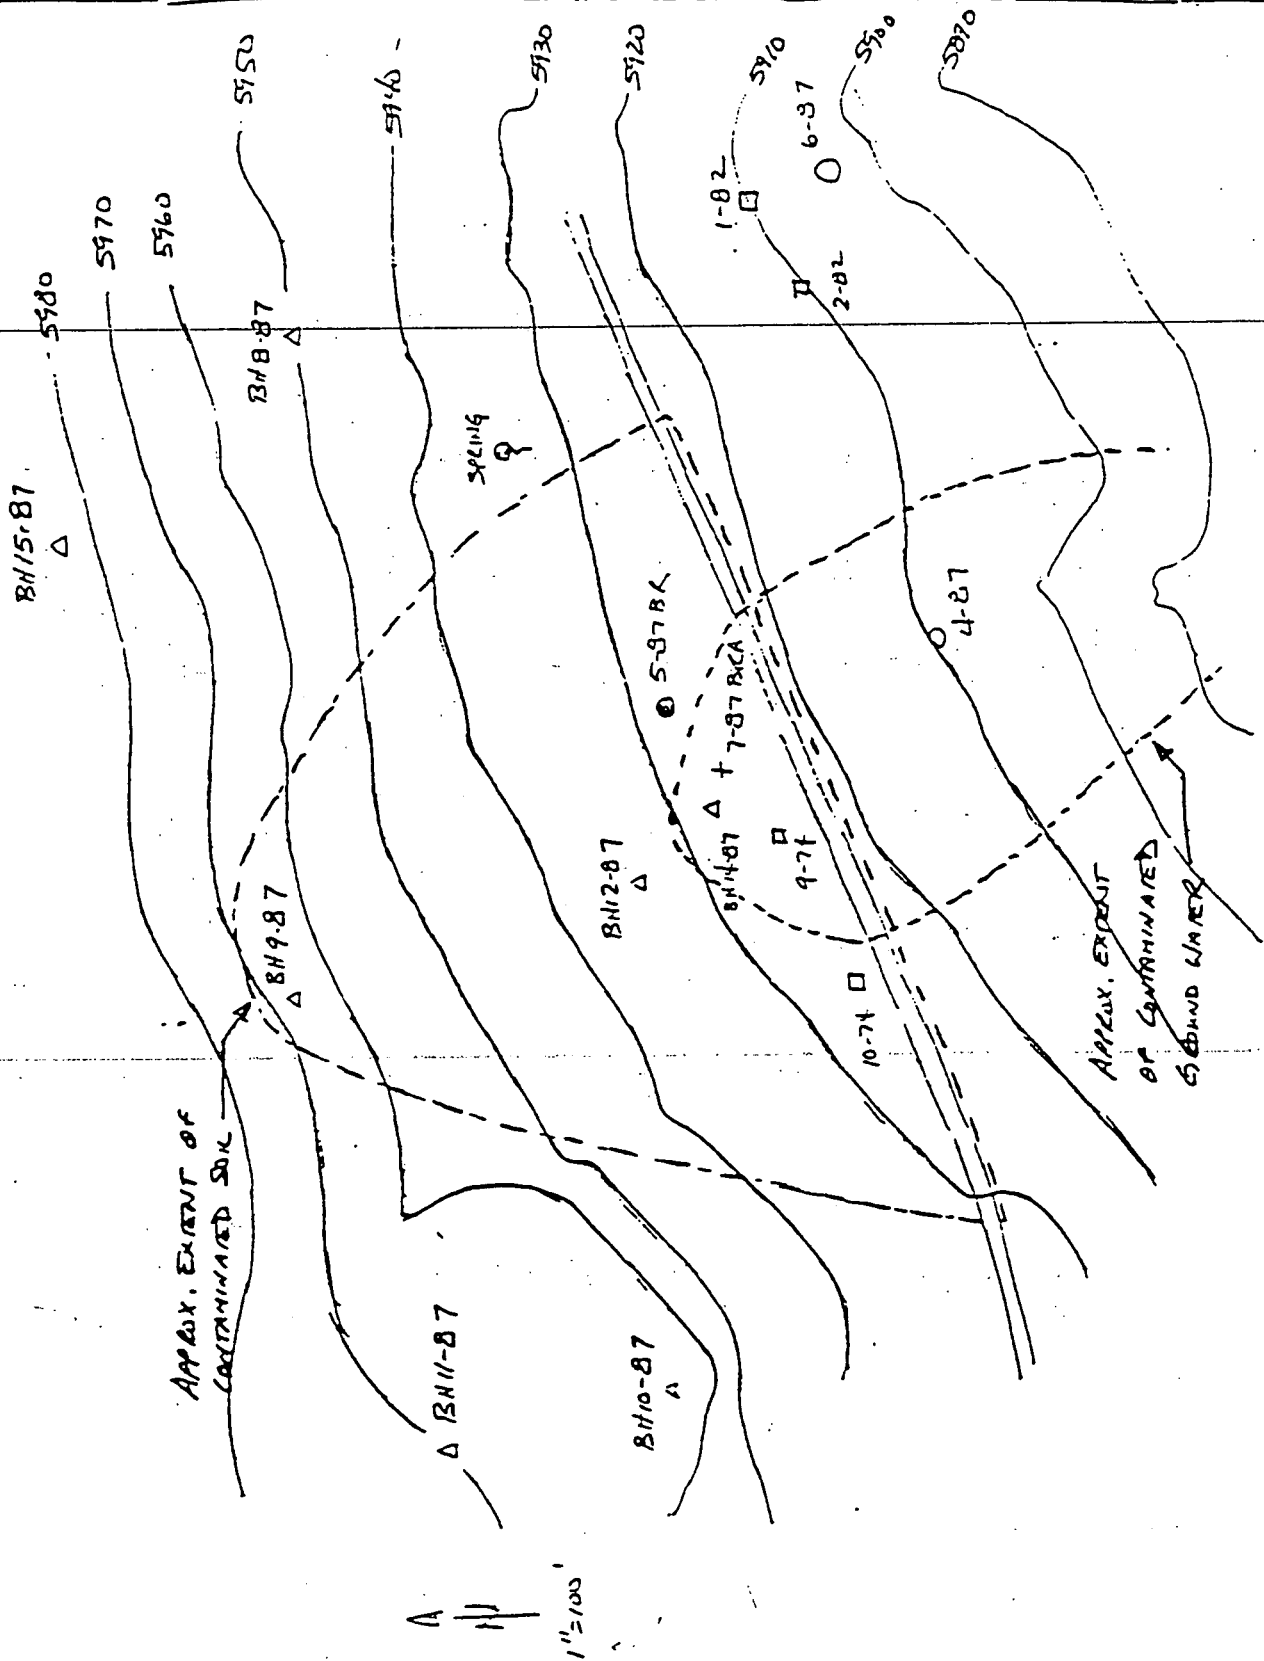 5980
5970
5960
5950
5940
5930
5920
5910
5900
5890
BH15-87
BH8-87
SPRING
1-82
6-87
2-82
5-87 BR
4-87
7-87 BRCA
BH14-87
9-74
BH12-87
BH9-87
10-74
APPROX. EXTENT OF
CONTAMINATED SOIL
APPROX. EXTENT
OF CONTAMINATED
GROUND WATER
BH11-87
BH10-87
1"=100'